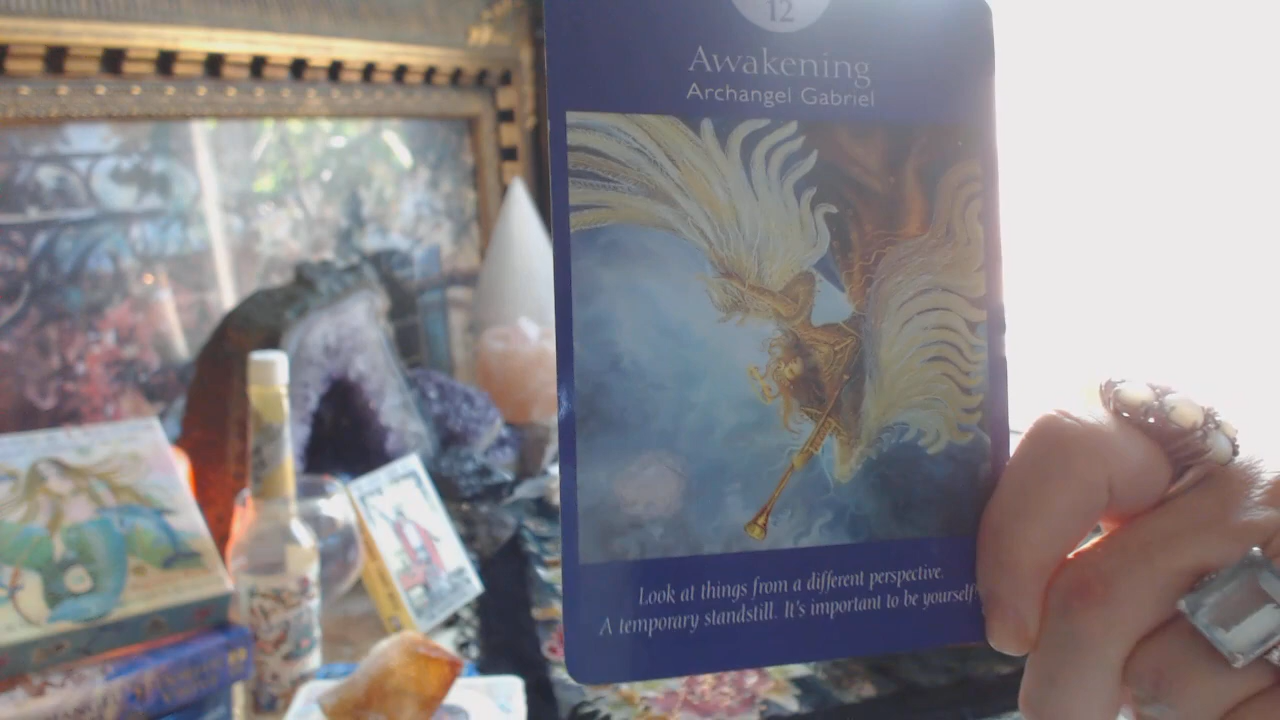 12
Awakening
Archangel Gabriel
Look at things from a different perspective.
A temporary standstill. It's important to be yourself!